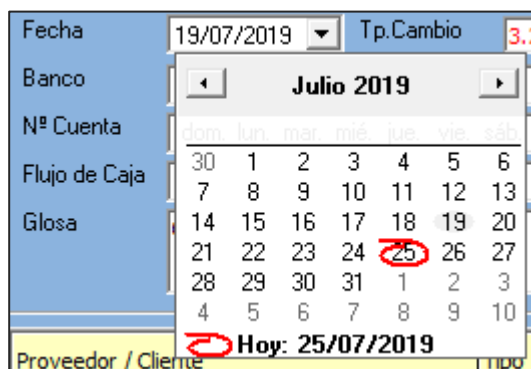 Fecha 19/07/2019 Tp.Cambio 3.
Banco
Julio 2019
Nº Cuenta
dom. lun. mar. mié. jue. vie. sáb.
Flujo de Caja
30 1 2 3 4 5 6
7 8 9 10 11 12 13
Glosa
14 15 16 17 18 19 20
21 22 23 24 25 26 27
28 29 30 31 1 2 3
4 5 6 7 8 9 10
Hoy: 25/07/2019
Proveedor / Cliente Tipo